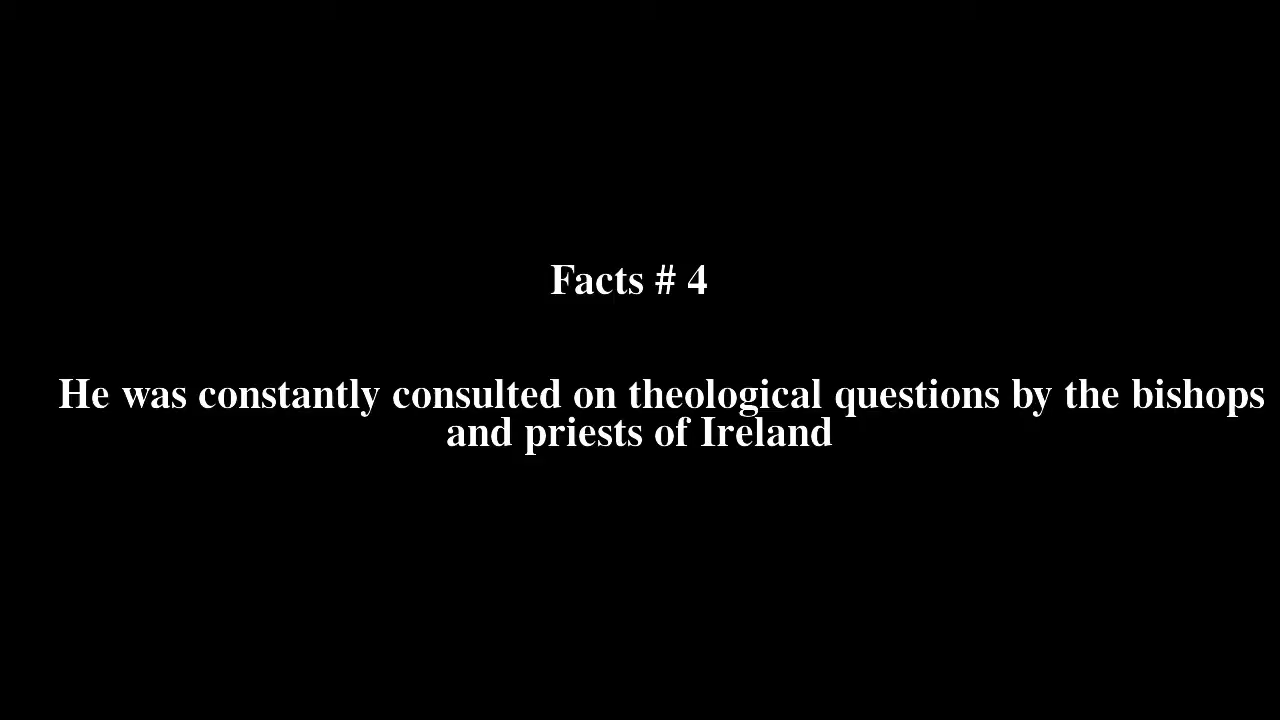 Facts # 4
He was constantly consulted on theological questions by the bishops
and priests of Ireland